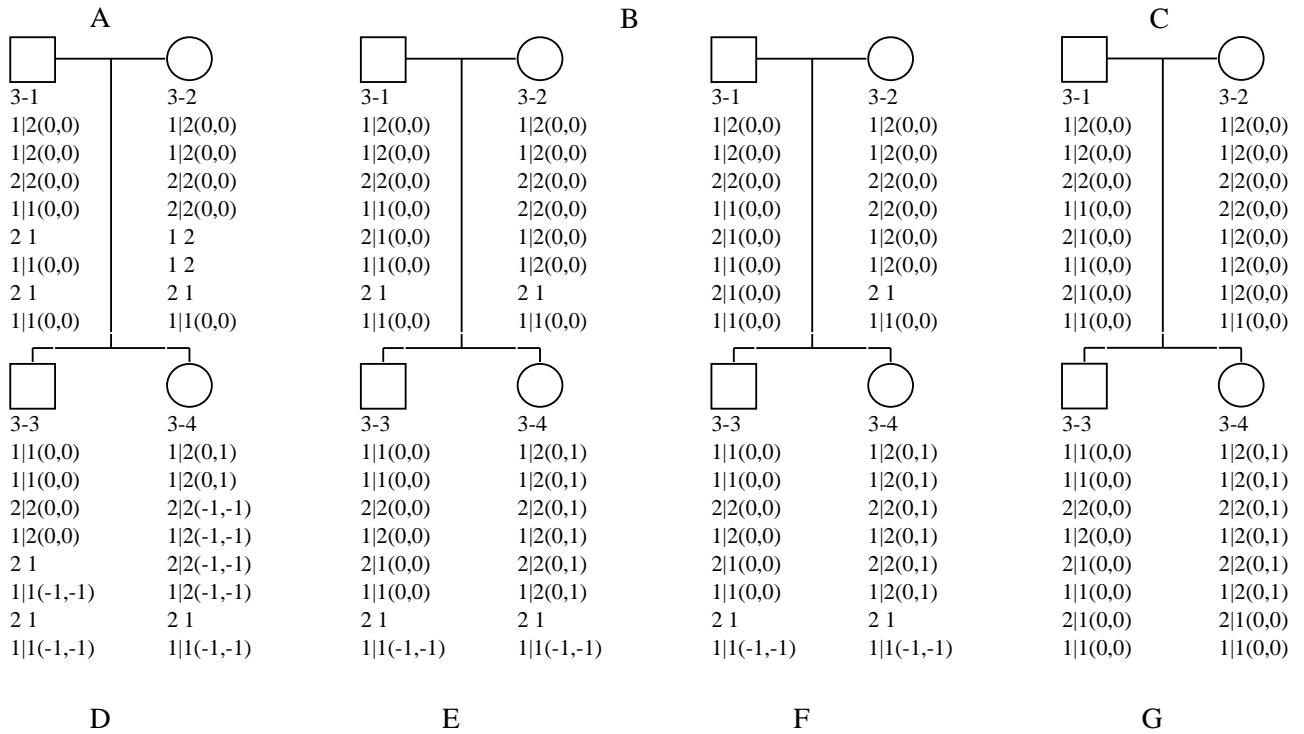 A B C
3-1 3-2 3-1 3-2 3-1 3-2 3-1 3-2
1|2(0,0) 1|2(0,0) 1|2(0,0) 1|2(0,0) 1|2(0,0) 1|2(0,0) 1|2(0,0) 1|2(0,0)
1|2(0,0) 1|2(0,0) 1|2(0,0) 1|2(0,0) 1|2(0,0) 1|2(0,0) 1|2(0,0) 1|2(0,0)
2|2(0,0) 2|2(0,0) 2|2(0,0) 2|2(0,0) 2|2(0,0) 2|2(0,0) 2|2(0,0) 2|2(0,0)
1|1(0,0) 2|2(0,0) 1|1(0,0) 2|2(0,0) 1|1(0,0) 2|2(0,0) 1|1(0,0) 2|2(0,0)
2 1 1 2 2|1(0,0) 1|2(0,0) 2|1(0,0) 1|2(0,0) 2|1(0,0) 1|2(0,0)
1|1(0,0) 1 2 1|1(0,0) 1|2(0,0) 1|1(0,0) 1|2(0,0) 1|1(0,0) 1|2(0,0)
2 1 2 1 2 1 2 1 2|1(0,0) 2 1 2|1(0,0) 1|2(0,0)
1|1(0,0) 1|1(0,0) 1|1(0,0) 1|1(0,0) 1|1(0,0) 1|1(0,0) 1|1(0,0) 1|1(0,0)
3-3 3-4 3-3 3-4 3-3 3-4 3-3 3-4
1|1(0,0) 1|2(0,1) 1|1(0,0) 1|2(0,1) 1|1(0,0) 1|2(0,1) 1|1(0,0) 1|2(0,1)
1|1(0,0) 1|2(0,1) 1|1(0,0) 1|2(0,1) 1|1(0,0) 1|2(0,1) 1|1(0,0) 1|2(0,1)
2|2(0,0) 2|2(-1,-1) 2|2(0,0) 2|2(0,1) 2|2(0,0) 2|2(0,1) 2|2(0,0) 2|2(0,1)
1|2(0,0) 1|2(-1,-1) 1|2(0,0) 1|2(0,1) 1|2(0,0) 1|2(0,1) 1|2(0,0) 1|2(0,1)
2 1 2|2(-1,-1) 2|1(0,0) 2|2(0,1) 2|1(0,0) 2|2(0,1) 2|1(0,0) 2|2(0,1)
1|1(-1,-1) 1|2(-1,-1) 1|1(0,0) 1|2(0,1) 1|1(0,0) 1|2(0,1) 1|1(0,0) 1|2(0,1)
2 1 2 1 2 1 2 1 2 1 2 1 2|1(0,0) 2|1(0,0)
1|1(-1,-1) 1|1(-1,-1) 1|1(-1,-1) 1|1(-1,-1) 1|1(-1,-1) 1|1(-1,-1) 1|1(0,0) 1|1(0,0)
D E F G